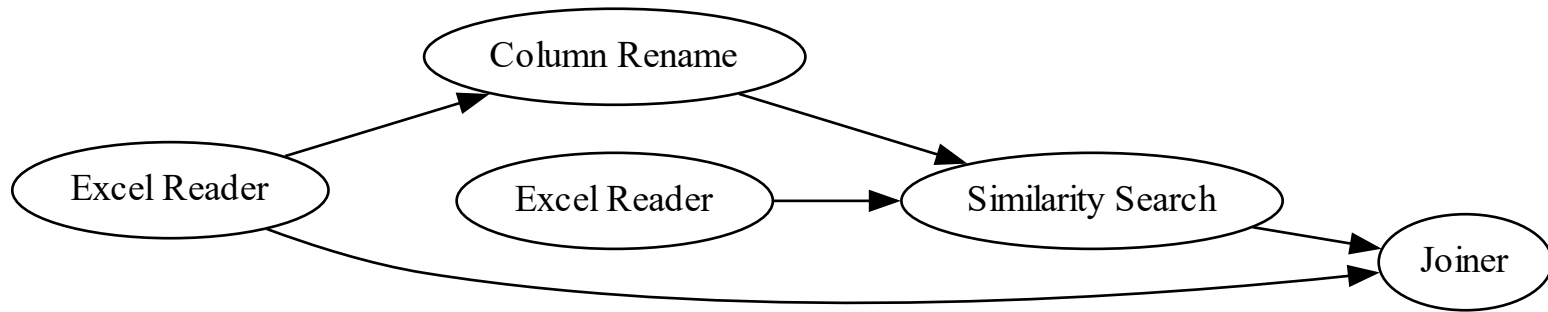 Column Rename
Excel Reader
Excel Reader
Similarity Search
Joiner